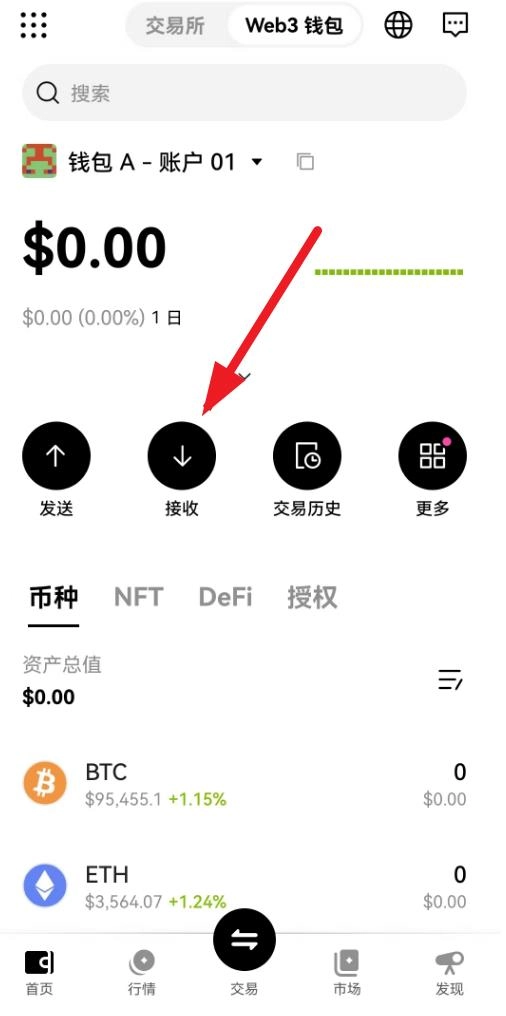 交易所 Web3 钱包
搜索
钱包 A - 账户 01
$0.00
$0.00 (0.00%) 1 日
发送 接收 交易历史 更多
币种 NFT DeFi 授权
资产总值
$0.00
BTC 0
$95,455.1 +1.15% $0.00
ETH 0
$3,564.07 +1.24% $0.00
首页 行情 交易 市场 发现